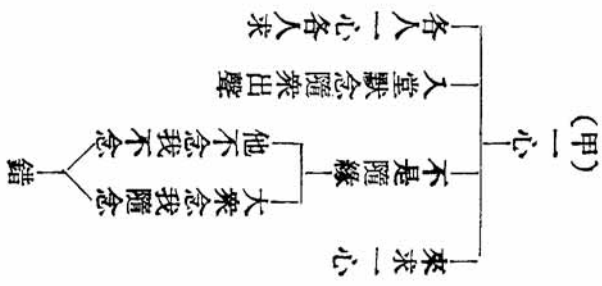 (甲)
一心
來求一心
不是隨緣
大衆念我隨念
他不念我不念
錯
入堂默念隨衆出聲
各人一心各人求